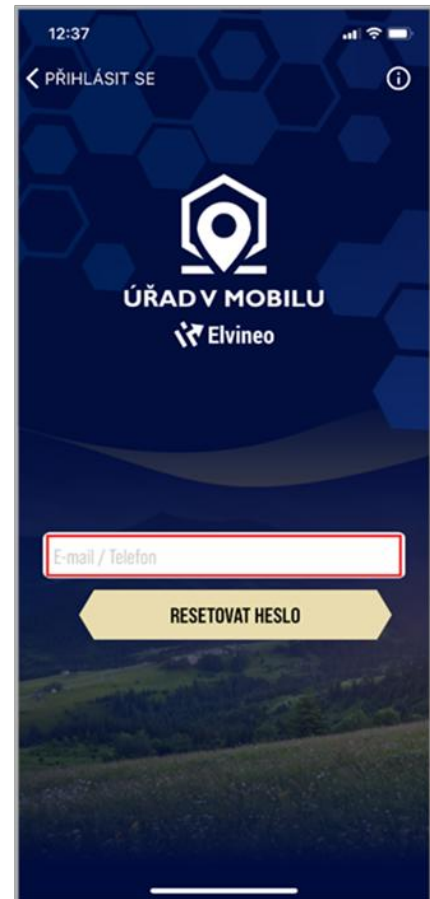 12:37
PŘIHLÁSIT SE
ÚŘAD V MOBILU
Elvineo
E-mail / Telefon
RESETOVAT HESLO